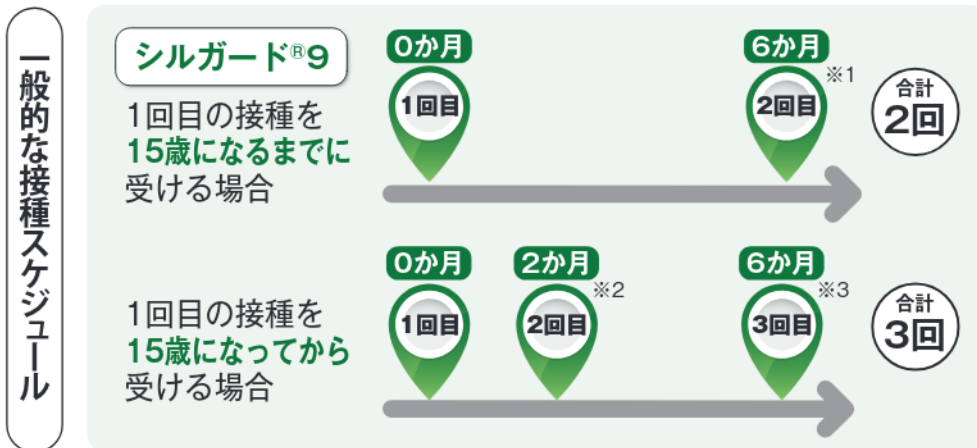 一般的な接種スケジュール
シルガード®9
1回目の接種を
15歳になるまでに
受ける場合
0か月
1回目
6か月
※1
2回目
合計
2回
1回目の接種を
15歳になってから
受ける場合
0か月
1回目
2か月
※2
2回目
6か月
※3
3回目
合計
3回